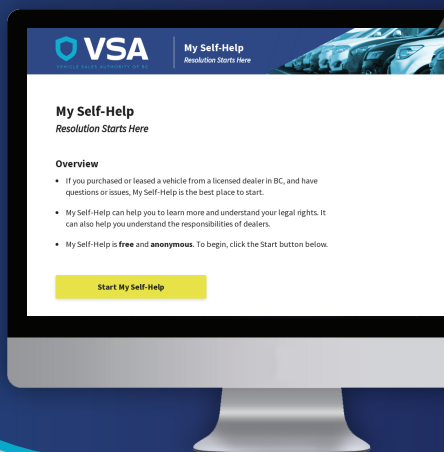 VSA
VEHICLE SALES AUTHORITY OF BC
My Self-Help
Resolution Starts Here
My Self-Help
Resolution Starts Here
Overview
• If you purchased or leased a vehicle from a licensed dealer in BC, and have
questions or issues, My Self-Help is the best place to start.
• My Self-Help can help you to learn more and understand your legal rights. It
can also help you understand the responsibilities of dealers.
• My Self-Help is free and anonymous. To begin, click the Start button below.
Start My Self-Help